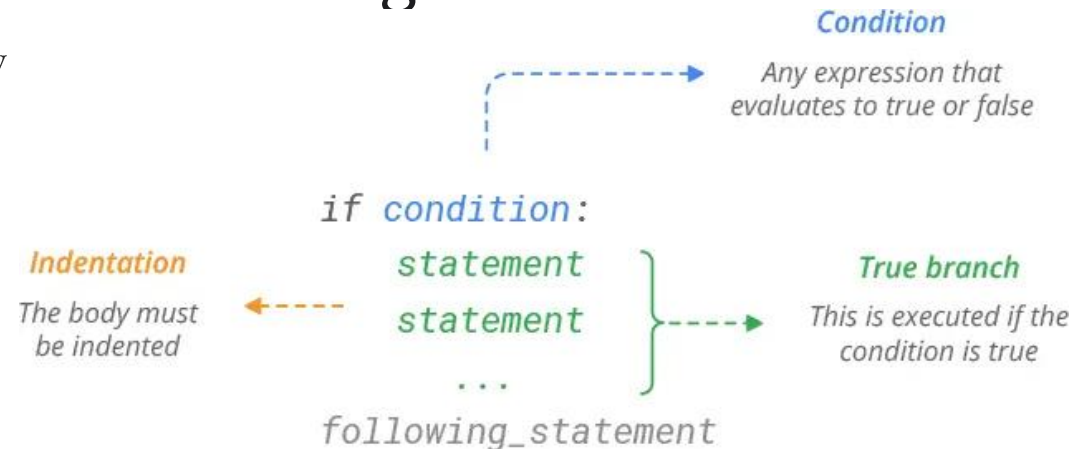 Condition
Any expression that
evaluates to true or false
if condition:
statement
statement
...
following_statement
Indentation
The body must
be indented
True branch
This is executed if the
condition is true